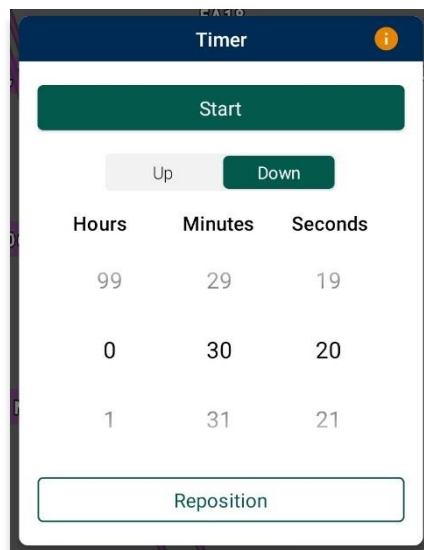 Timer
i
Start
Up Down
Hours Minutes Seconds
99 29 19
0 30 20
1 31 21
Reposition